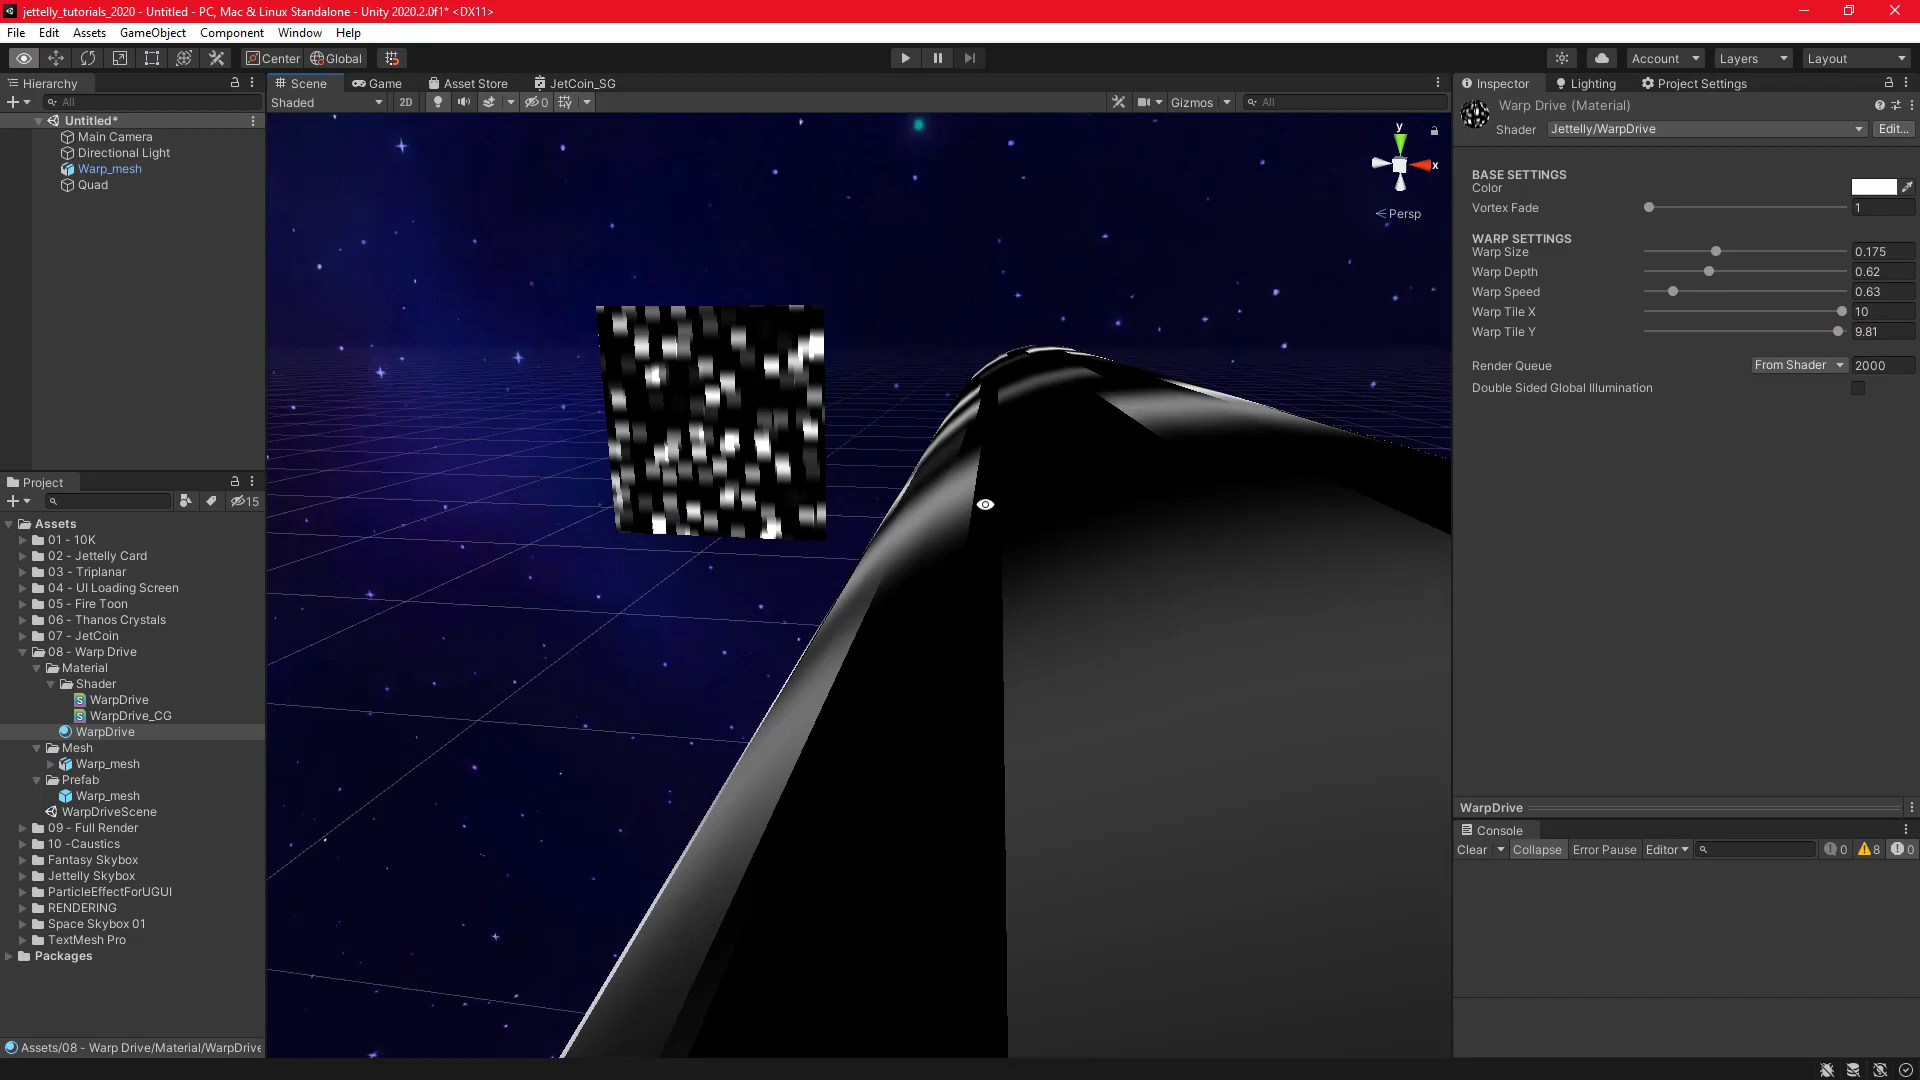 jettelly_tutorials_2020 - Untitled - PC, Mac & Linux Standalone - Unity 2020.2.0f1* <DX11>
File Edit Assets GameObject Component Window Help
Center Global
Account Layers Layout
Hierarchy
All
Untitled*
Main Camera
Directional Light
Warp_mesh
Quad
Scene Game Asset Store JetCoin_SG
Shaded 2D 0 Gizmos All
y
x
Persp
Project
15
Assets
01 - 10K
02 - Jettelly Card
03 - Triplanar
04 - UI Loading Screen
05 - Fire Toon
06 - Thanos Crystals
07 - JetCoin
08 - Warp Drive
Material
Shader
WarpDrive
WarpDrive_CG
WarpDrive
Mesh
Warp_mesh
Prefab
Warp_mesh
WarpDriveScene
09 - Full Render
10 -Caustics
Fantasy Skybox
Jettelly Skybox
ParticleEffectForUGUI
RENDERING
Space Skybox 01
TextMesh Pro
Packages
Assets/08 - Warp Drive/Material/WarpDrive
Inspector Lighting Project Settings
Warp Drive (Material)
Shader Jettelly/WarpDrive Edit...
BASE SETTINGS
Color
Vortex Fade 1
WARP SETTINGS
Warp Size 0.175
Warp Depth 0.62
Warp Speed 0.63
Warp Tile X 10
Warp Tile Y 9.81
Render Queue From Shader 2000
Double Sided Global Illumination
WarpDrive
Console
Clear Collapse Error Pause Editor 0 8 0